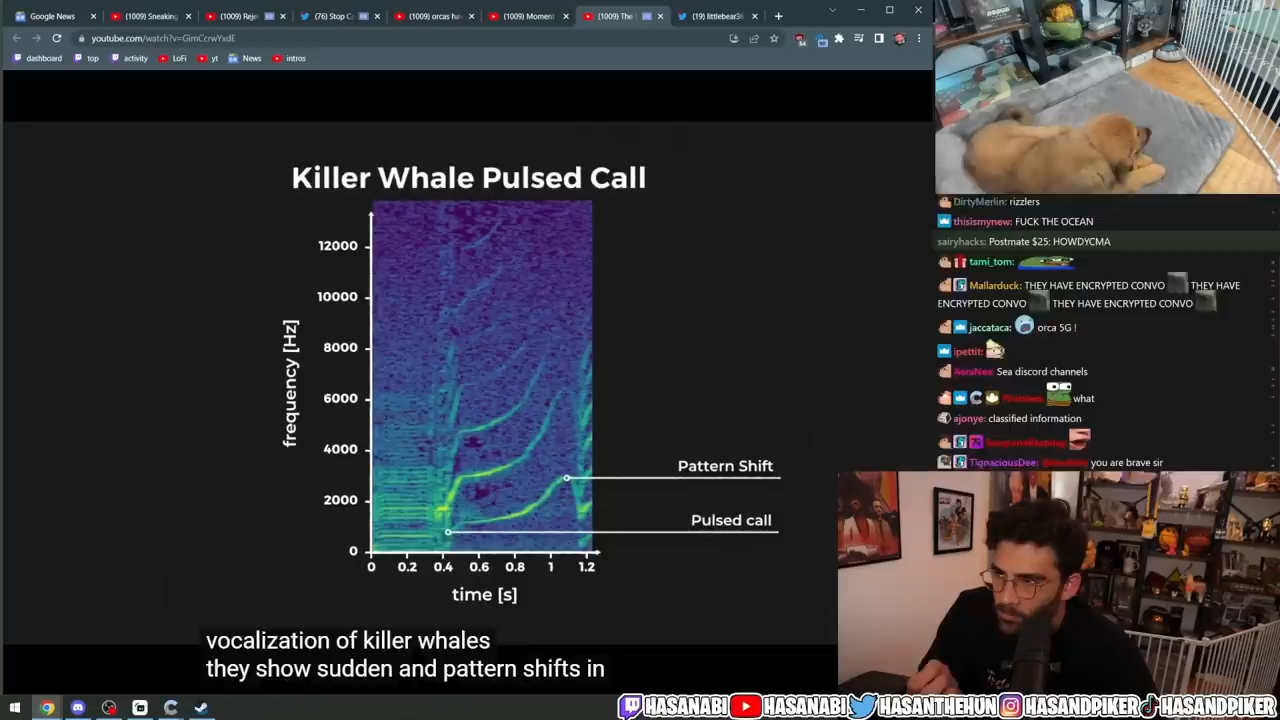 Google News
(1009) Sneaking
(1009) Reje
(76) Stop C
(1009) orcas ha
(1009) Moment
(1009) The
(19) littlebear36
youtube.com/watch?v=GimCcrwYxdE
dashboard
top
activity
LoFi
yt
News
intros
Killer Whale Pulsed Call
frequency [Hz]
12000
10000
8000
6000
4000
2000
0
Pattern Shift
Pulsed call
0 0.2 0.4 0.6 0.8 1 1.2
time [s]
vocalization of killer whales
they show sudden and pattern shifts in
DirtyMerlin: rizzlers
thisismynew: FUCK THE OCEAN
sairyhacks: Postmate $25: HOWDYCMA
tami_tom:
Mallarduck: THEY HAVE ENCRYPTED CONVO THEY HAVE
ENCRYPTED CONVO THEY HAVE ENCRYPTED CONVO
jaccataca: orca 5G !
ipettit:
AeraNea: Sea discord channels
what
ajonye: classified information
TignaciousDee: you are brave sir
HASANABI HASANABI HASANTHEHUN HASANDPIKER HASANDPIKER